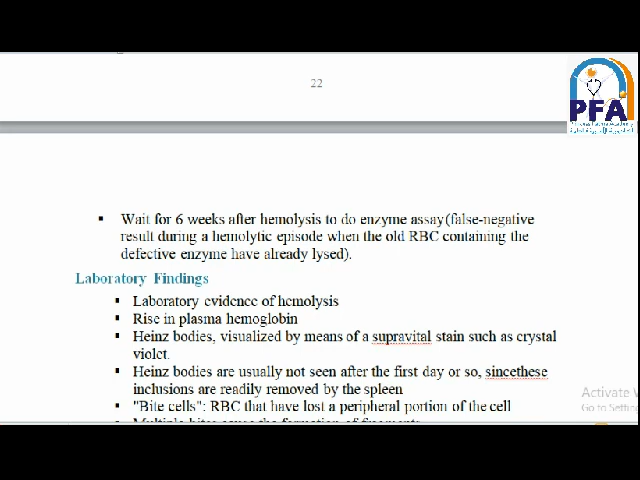 22
PFA
▪ Wait for 6 weeks after hemolysis to do enzyme assay(false-negative
result during a hemolytic episode when the old RBC containing the
defective enzyme have already lysed).
Laboratory Findings
▪ Laboratory evidence of hemolysis
▪ Rise in plasma hemoglobin
▪ Heinz bodies, visualized by means of a supravital stain such as crystal
violet.
▪ Heinz bodies are usually not seen after the first day or so, sincethese
inclusions are readily removed by the spleen
Activate
Go to Settin
▪ "Bite cells": RBC that have lost a peripheral portion of the cell